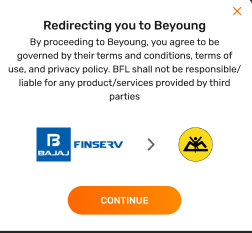 Redirecting you to Beyoung
By proceeding to Beyoung, you agree to be
governed by their terms and conditions, terms of
use, and privacy policy. BFL shall not be responsible/
liable for any product/services provided by third
parties
B
BAJAJ
FINSERV
CONTINUE